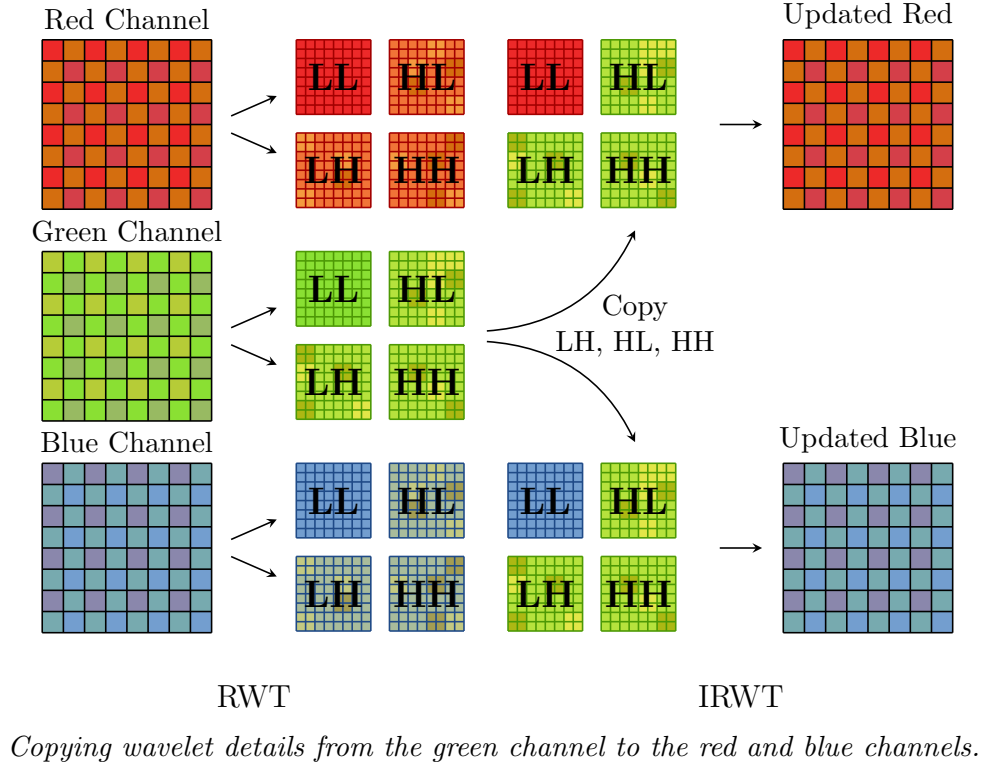 Red Channel
Updated Red
LL HL LL HL
LH HH LH HH
Green Channel
LL HL
Copy
LH, HL, HH
LH HH
Blue Channel
Updated Blue
LL HL LL HL
LH HH LH HH
RWT
IRWT
Copying wavelet details from the green channel to the red and blue channels.